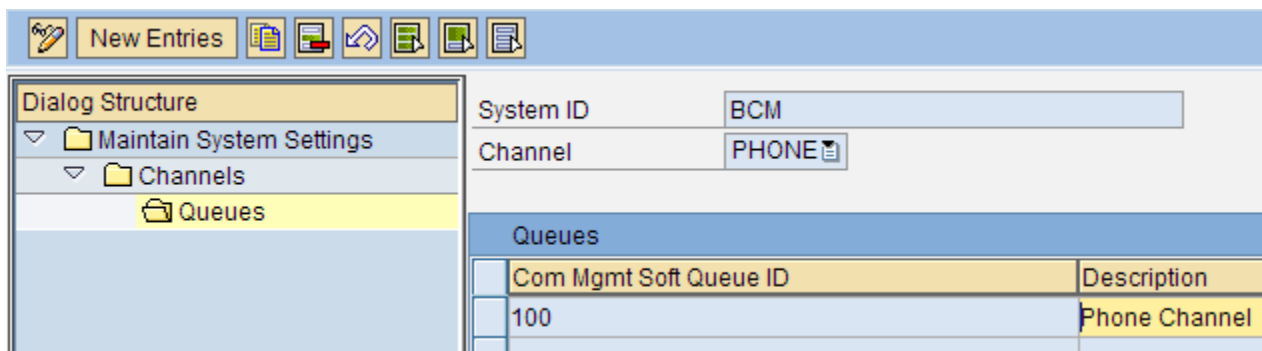 New Entries
Dialog Structure
Maintain System Settings
Channels
Queues
System ID BCM
Channel PHONE
Queues
Com Mgmt Soft Queue ID Description
100 Phone Channel